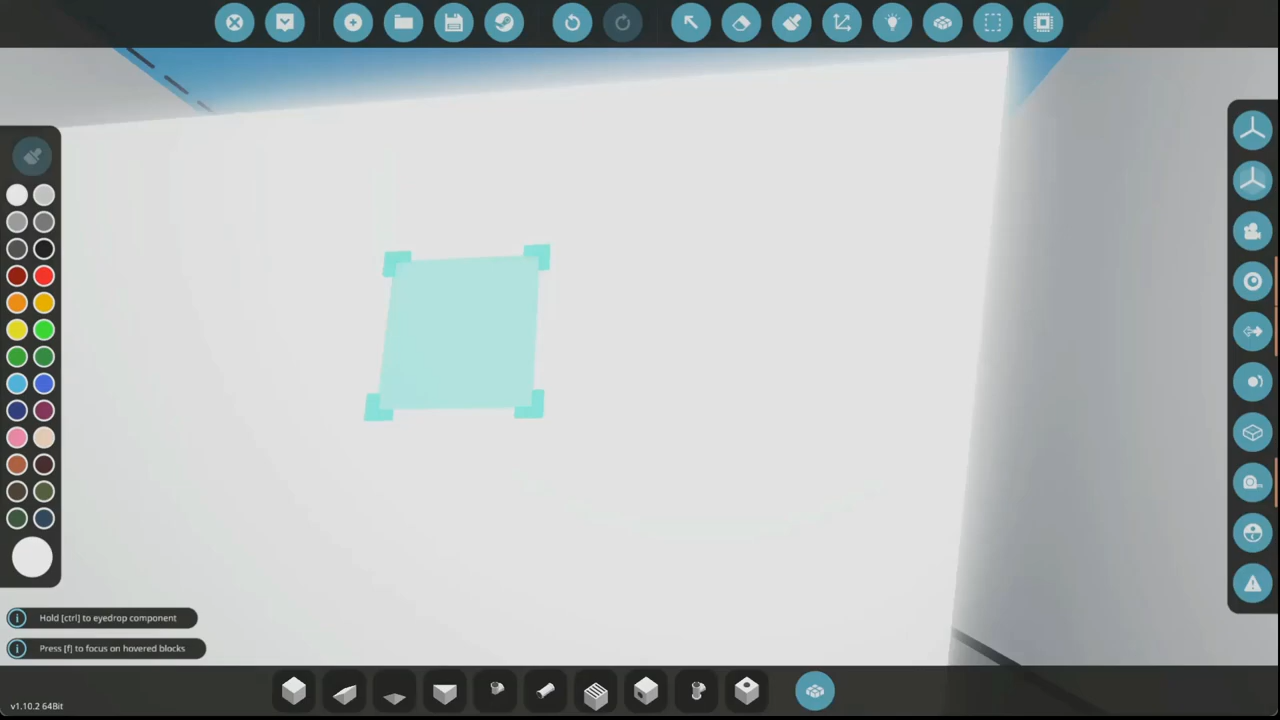 Hold [ctrl] to eyedrop component
Press [f] to focus on hovered blocks
v1.10.2 64Bit